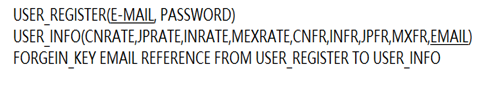 USER_REGISTER(E-MAIL, PASSWORD)
USER_INFO(CNRATE,JPRATE,INRATE,MEXRATE,CNFR,INFR,JPFR,MXFR,EMAIL)
FORGEIN_KEY EMAIL REFERENCE FROM USER_REGISTER TO USER_INFO